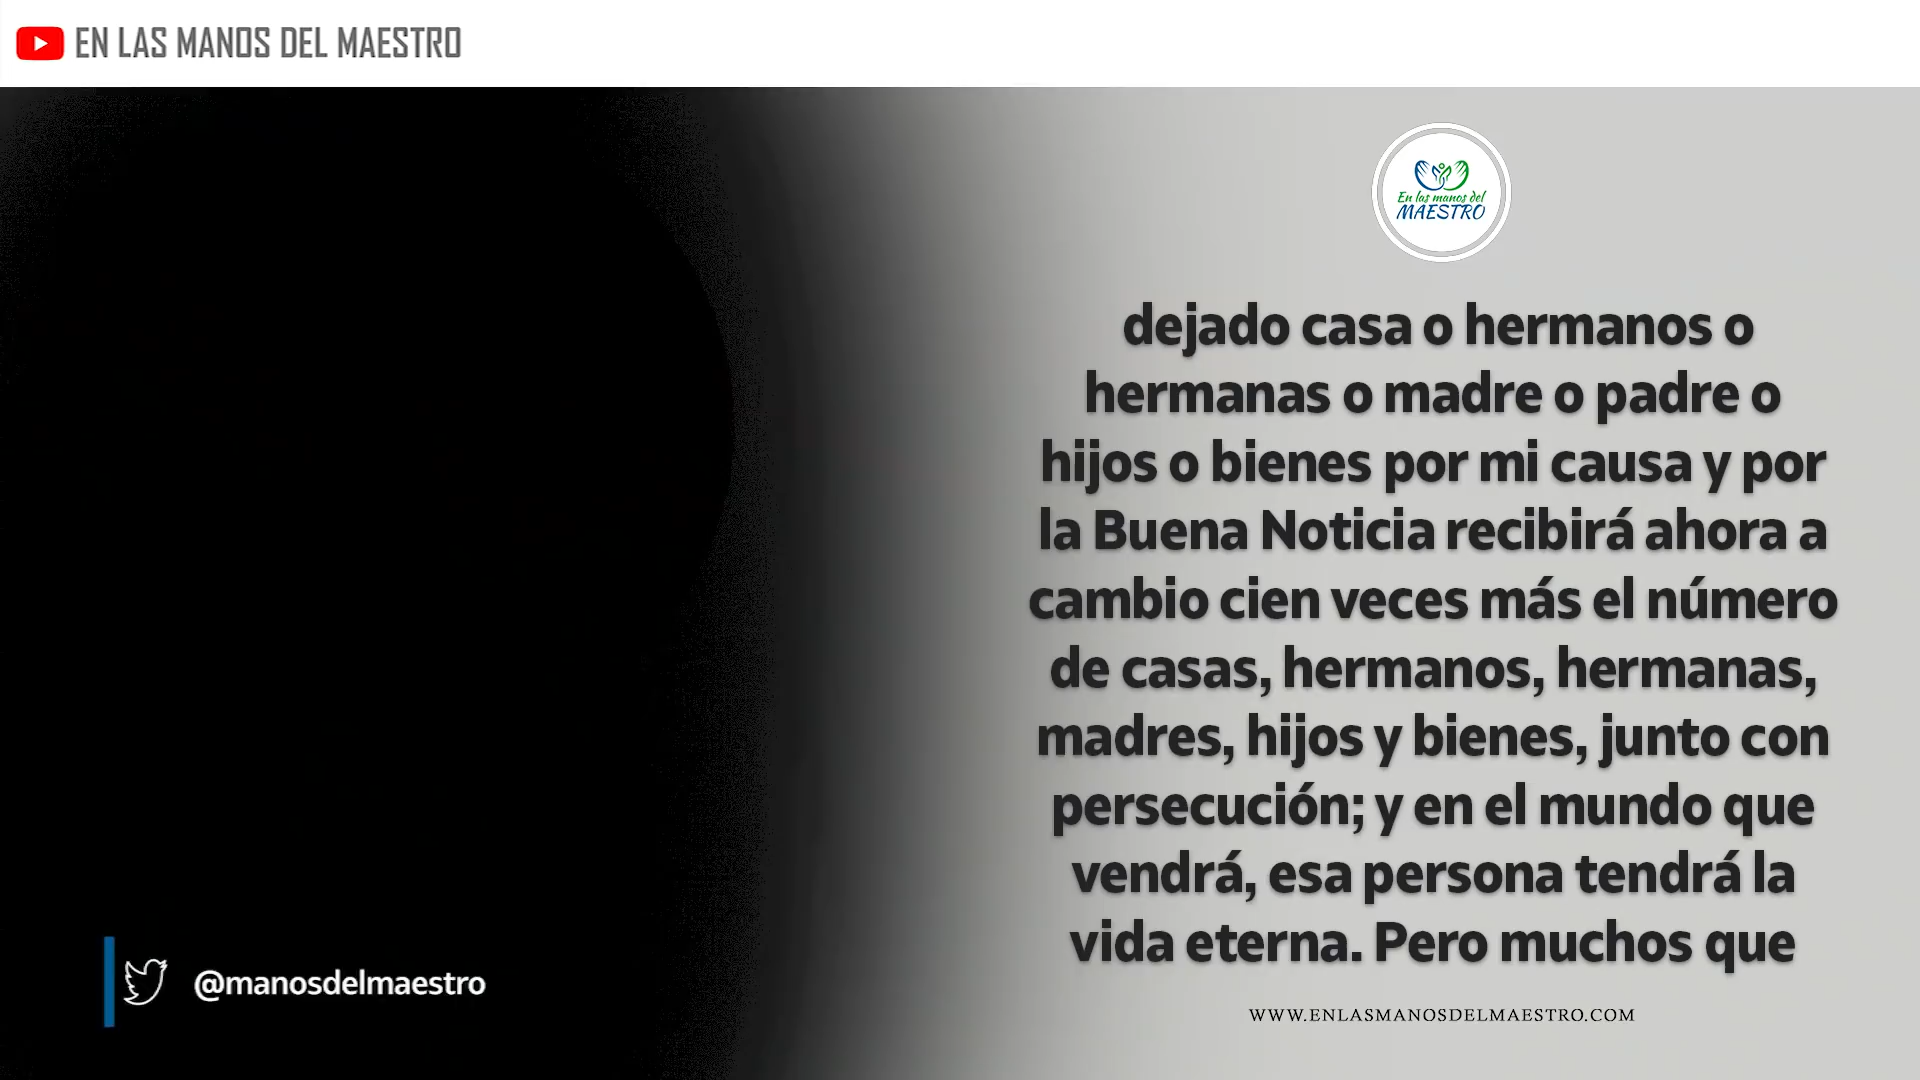 EN LAS MANOS DEL MAESTRO
En las manos del
MAESTRO
dejado casa o hermanos o
hermanas o madre o padre o
hijos o bienes por mi causa y por
la Buena Noticia recibirá ahora a
cambio cien veces más el número
de casas, hermanos, hermanas,
madres, hijos y bienes, junto con
persecución; y en el mundo que
vendrá, esa persona tendrá la
vida eterna. Pero muchos que
@manosdelmaestro
WWW.ENLASMANOSDELMAESTRO.COM